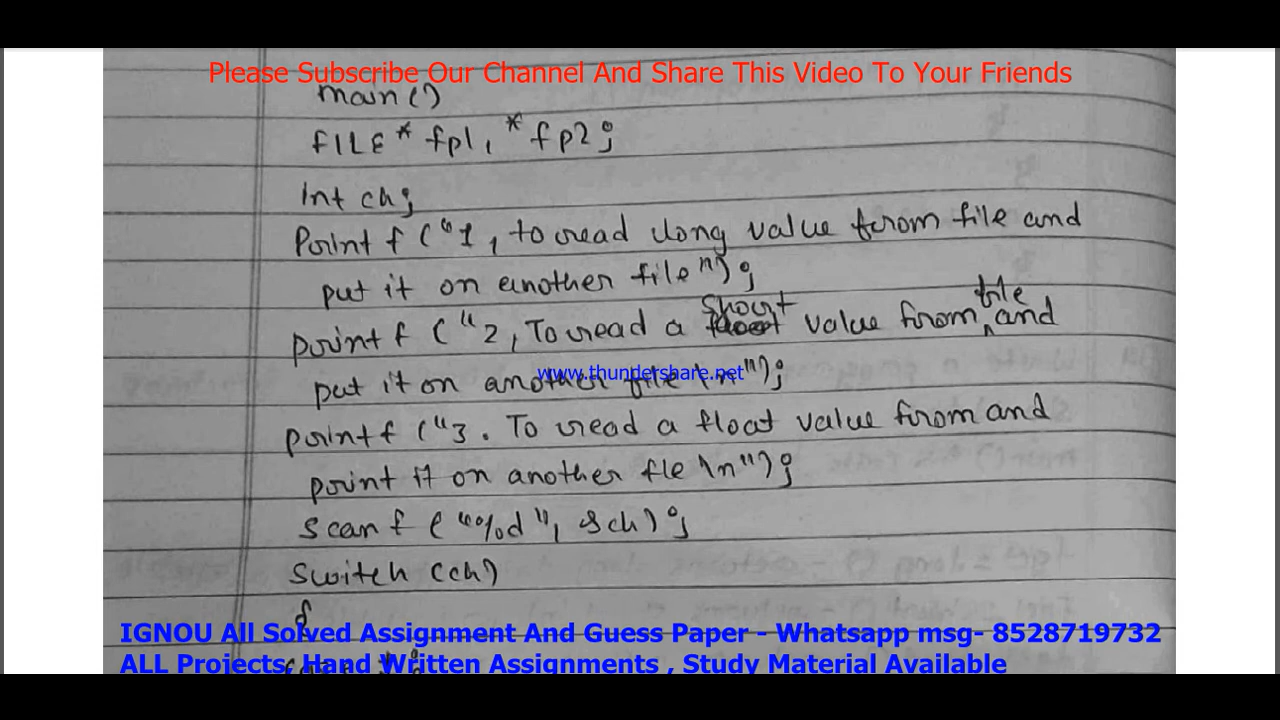 Please Subscribe Our Channel And Share This Video To Your Friends
main()
FILE * fp1, * fp2;
Int ch;
Printf ("1, to read long value from file and
put it on another file");
file
short
printf ("2, To read a value from and
www.thundershare.net
put it on another file \n");
printf ("3. To read a float value from and
print it on another fle \n");
scanf ("%d", &ch);
switch (ch)
{
IGNOU All Solved Assignment And Guess Paper - Whatsapp msg- 8528719732
ALL Projects, Hand Written Assignments , Study Material Available